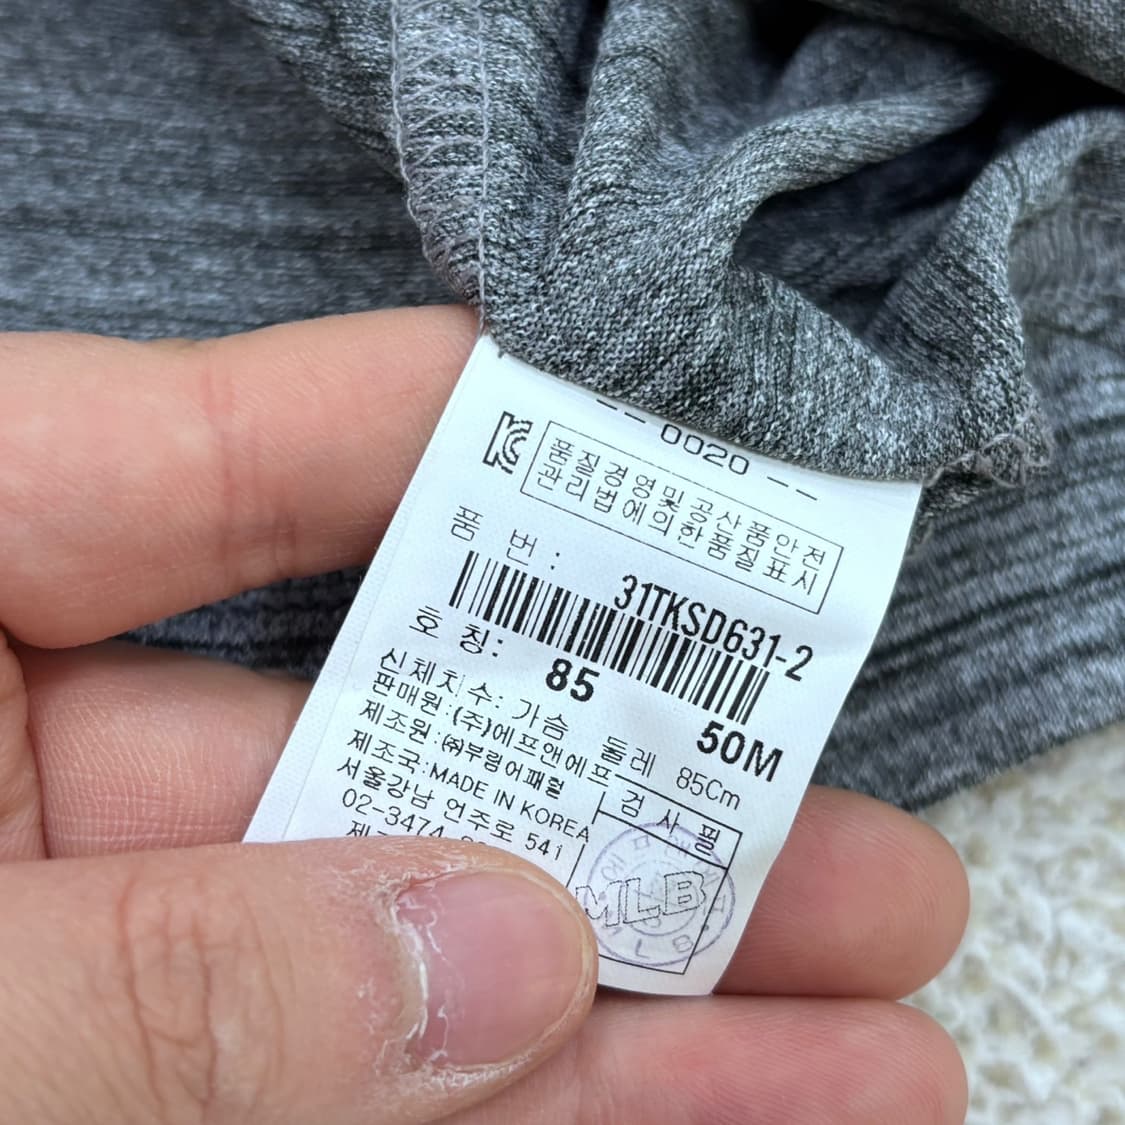 -- 0020 --
품질경영및공산품안전
관리법에의한품질표시
품 번 : 31TKSD631-2
호 칭: 85 50M
신체치수: 가슴 둘레 85Cm
판매원:(주)에프앤에프
제조원:㈜부림어패럴
제조국:MADE IN KOREA
서울강남 언주로 541
02-3474
검사필
MLB